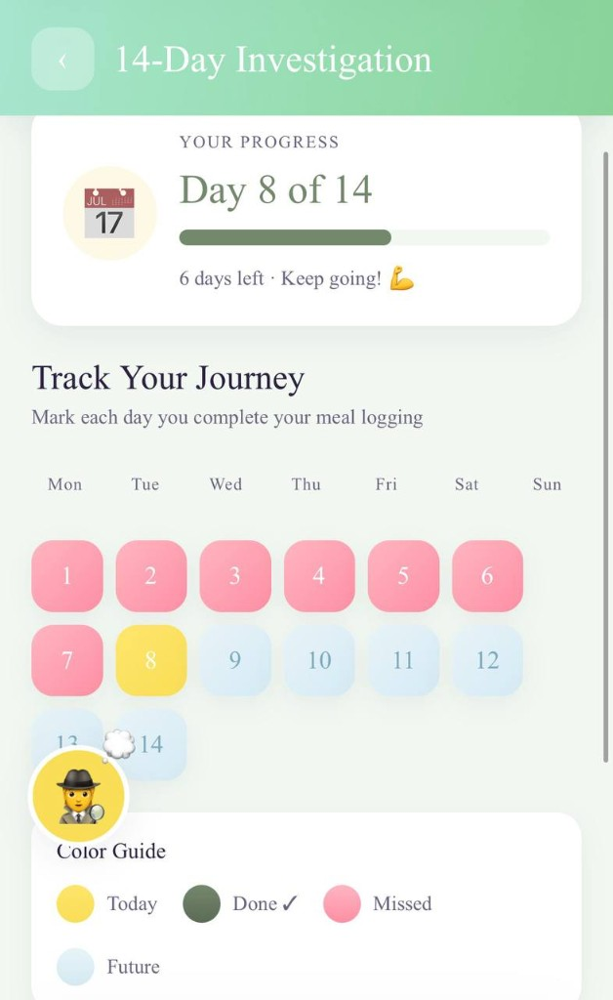 14-Day Investigation
YOUR PROGRESS
Day 8 of 14
JUL
17
6 days left · Keep going! 💪
Track Your Journey
Mark each day you complete your meal logging
Mon Tue Wed Thu Fri Sat Sun
1 2 3 4 5 6
7 8 9 10 11 12
13 14
Color Guide
Today Done ✓ Missed
Future